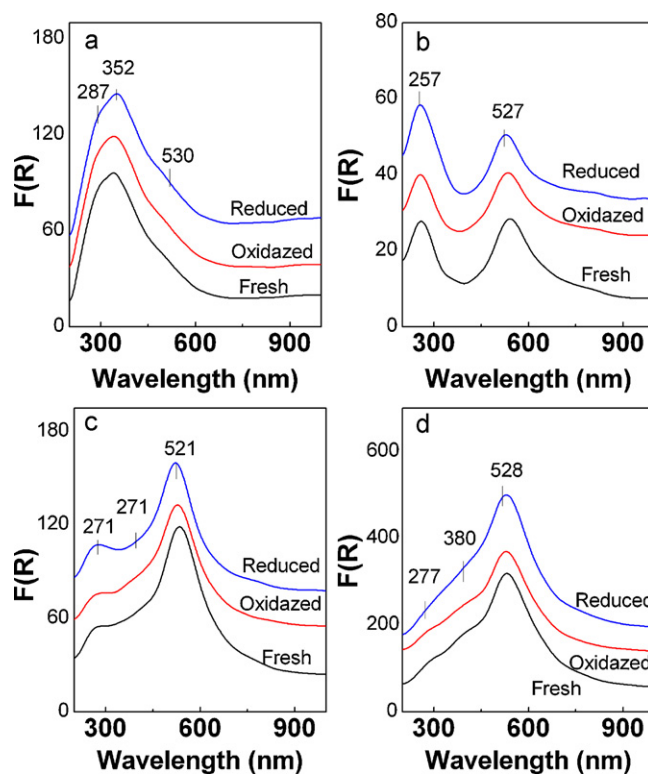 a
180
120
60
0
F(R)
287
352
530
Reduced
Oxidazed
Fresh
300 600 900
Wavelength (nm)
b
80
60
40
20
0
F(R)
257
527
Reduced
Oxidazed
Fresh
300 600 900
Wavelength (nm)
c
180
120
60
0
F(R)
271
271
521
Reduced
Oxidazed
Fresh
300 600 900
Wavelength (nm)
d
600
400
200
0
F(R)
277
380
528
Reduced
Oxidazed
Fresh
300 600 900
Wavelength (nm)